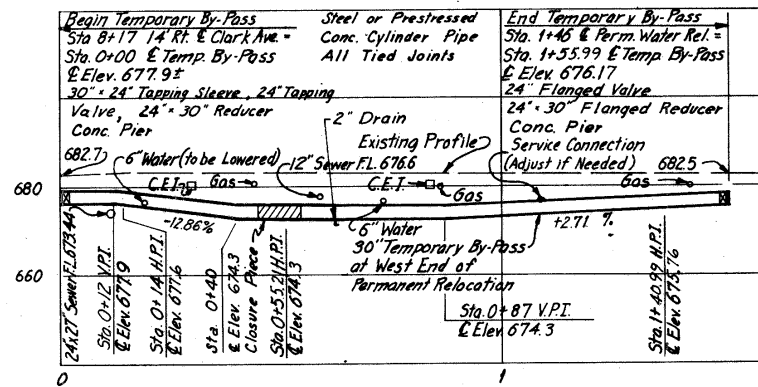 Begin Temporary By-Pass
Sta 8+17 14' Rt. ℄ Clark Ave. =
Sta. 0+00 ℄ Temp. By-Pass
℄ Elev. 677.9±
30" × 24" Tapping Sleeve, 24" Tapping
Valve, 24" × 30" Reducer
Conc. Pier
Steel or Prestressed
Conc. Cylinder Pipe
All Tied Joints
End Temporary By-Pass
Sta. 1+46 ℄ Perm. Water Rel. =
Sta. 1+55.99 ℄ Temp. By-Pass
℄ Elev. 676.17
24" Flanged Valve
24" × 30" Flanged Reducer
Conc. Pier
Service Connection
(Adjust if Needed)
2" Drain
Existing Profile
682.7
6" Water (to be Lowered)
12" Sewer F.L. 676.6
682.5
C.E.I.
Gas
C.E.I.
Gas
Gas
680
660
-12.86%
+2.71 %
6" Water
30" Temporary By-Pass
at West End of
Permanent Relocation
24x27" Sewer F.L. 673.44
Sta. 0+12 V.P.I.
℄ Elev. 677.9
Sta. 0+14 H.P.I.
℄ Elev. 677.6
Sta. 0+40
℄ Elev. 674.3
Closure Piece
Sta. 0+55.21 H.P.I.
℄ Elev. 674.3
Sta. 0+87 V.P.I.
℄ Elev. 674.3
Sta. 1+40.99 H.P.I.
℄ Elev. 675.76
0
1